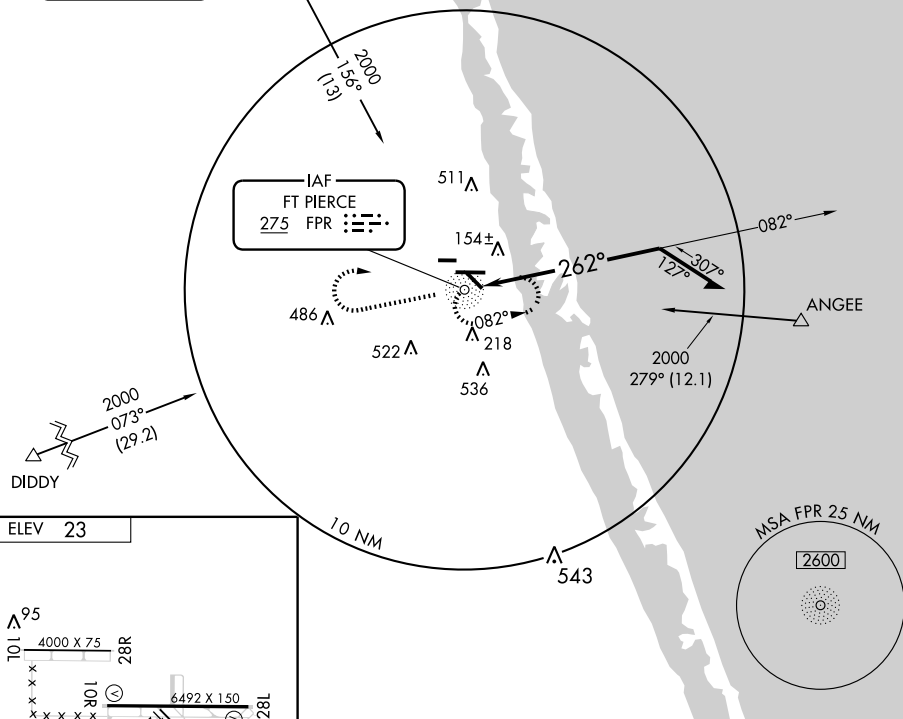 2000
156°
(13)
IAF
FT PIERCE
275 FPR
511
154±
262°
082°
307°
127°
ANGEE
2000
279° (12.1)
486
082°
218
522
536
2000
073°
(29.2)
DIDDY
10 NM
543
MSA FPR 25 NM
2600
ELEV 23
95
10L
4000 X 75
28R
10R
V
6492 X 150
28L
V